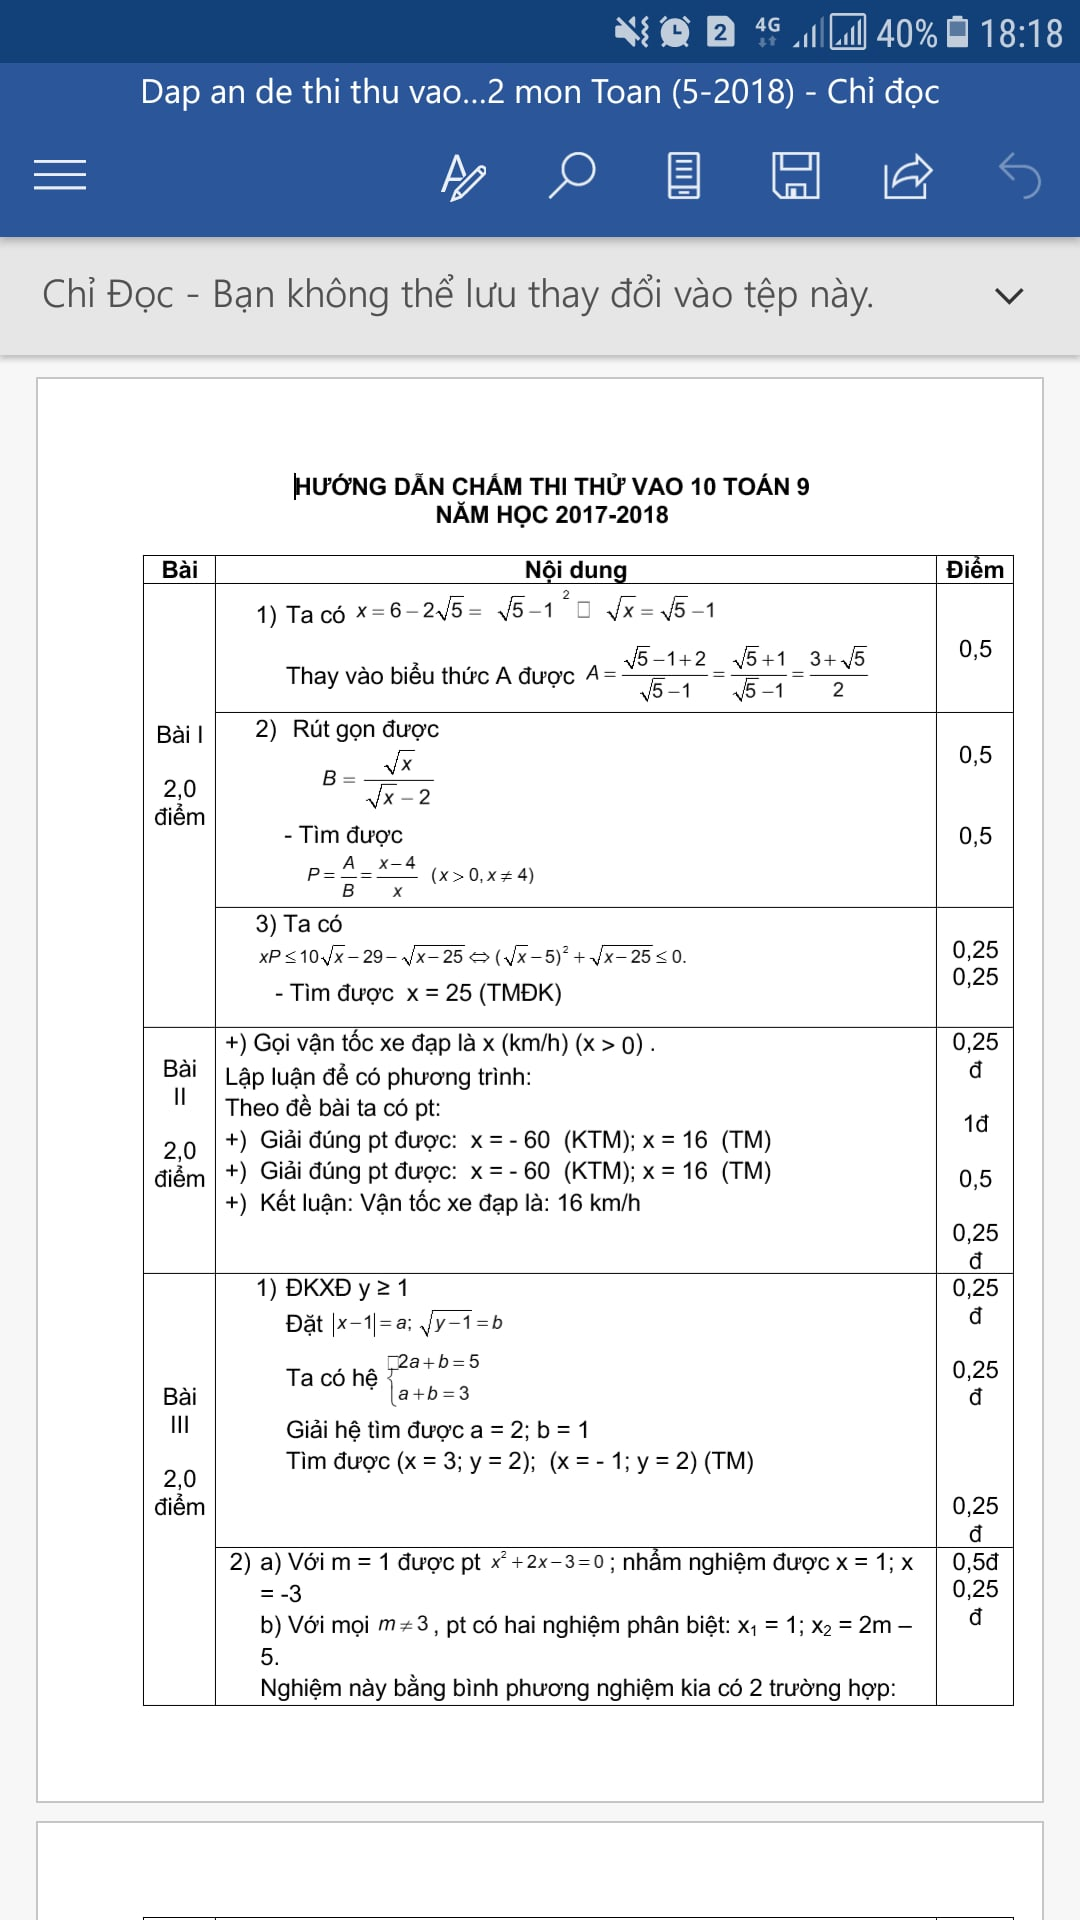 4G 40% 18:18
Dap an de thi thu vao...2 mon Toan (5-2018) - Chỉ đọc
Chỉ Đọc - Bạn không thể lưu thay đổi vào tệp này.
HƯỚNG DẪN CHẤM THI THỬ VAO 10 TOÁN 9
NĂM HỌC 2017-2018
Bài Nội dung Điểm
Bài I
2,0
điểm
1) Ta có x = 6 − 2√5 = √5 − 1 ² □ √x = √5 − 1
Thay vào biểu thức A được A = (√5 − 1 + 2)/(√5 − 1) = (√5 + 1)/(√5 − 1) = (3 + √5)/2
0,5
2) Rút gọn được
B = √x/(√x − 2)
0,5
- Tìm được
P = A/B = (x − 4)/x (x > 0, x ≠ 4)
0,5
3) Ta có
xP ≤ 10√x − 29 − √(x − 25) ⇔ (√x − 5)² + √(x − 25) ≤ 0.
- Tìm được x = 25 (TMĐK)
0,25
0,25
Bài
II
2,0
điểm
+) Gọi vận tốc xe đạp là x (km/h) (x > 0) .
Lập luận để có phương trình:
Theo đề bài ta có pt:
+) Giải đúng pt được: x = - 60 (KTM); x = 16 (TM)
+) Giải đúng pt được: x = - 60 (KTM); x = 16 (TM)
+) Kết luận: Vận tốc xe đạp là: 16 km/h
0,25
đ
1đ
0,5
0,25
đ
Bài
III
2,0
điểm
1) ĐKXĐ y ≥ 1
Đặt |x − 1| = a; √(y − 1) = b
Ta có hệ {□2a + b = 5
a + b = 3
Giải hệ tìm được a = 2; b = 1
Tìm được (x = 3; y = 2); (x = - 1; y = 2) (TM)
0,25
đ
0,25
đ
0,25
đ
2) a) Với m = 1 được pt x² + 2x − 3 = 0 ; nhẩm nghiệm được x = 1; x
= -3
b) Với mọi m ≠ 3 , pt có hai nghiệm phân biệt: x₁ = 1; x₂ = 2m –
5.
Nghiệm này bằng bình phương nghiệm kia có 2 trường hợp:
0,5đ
0,25
đ